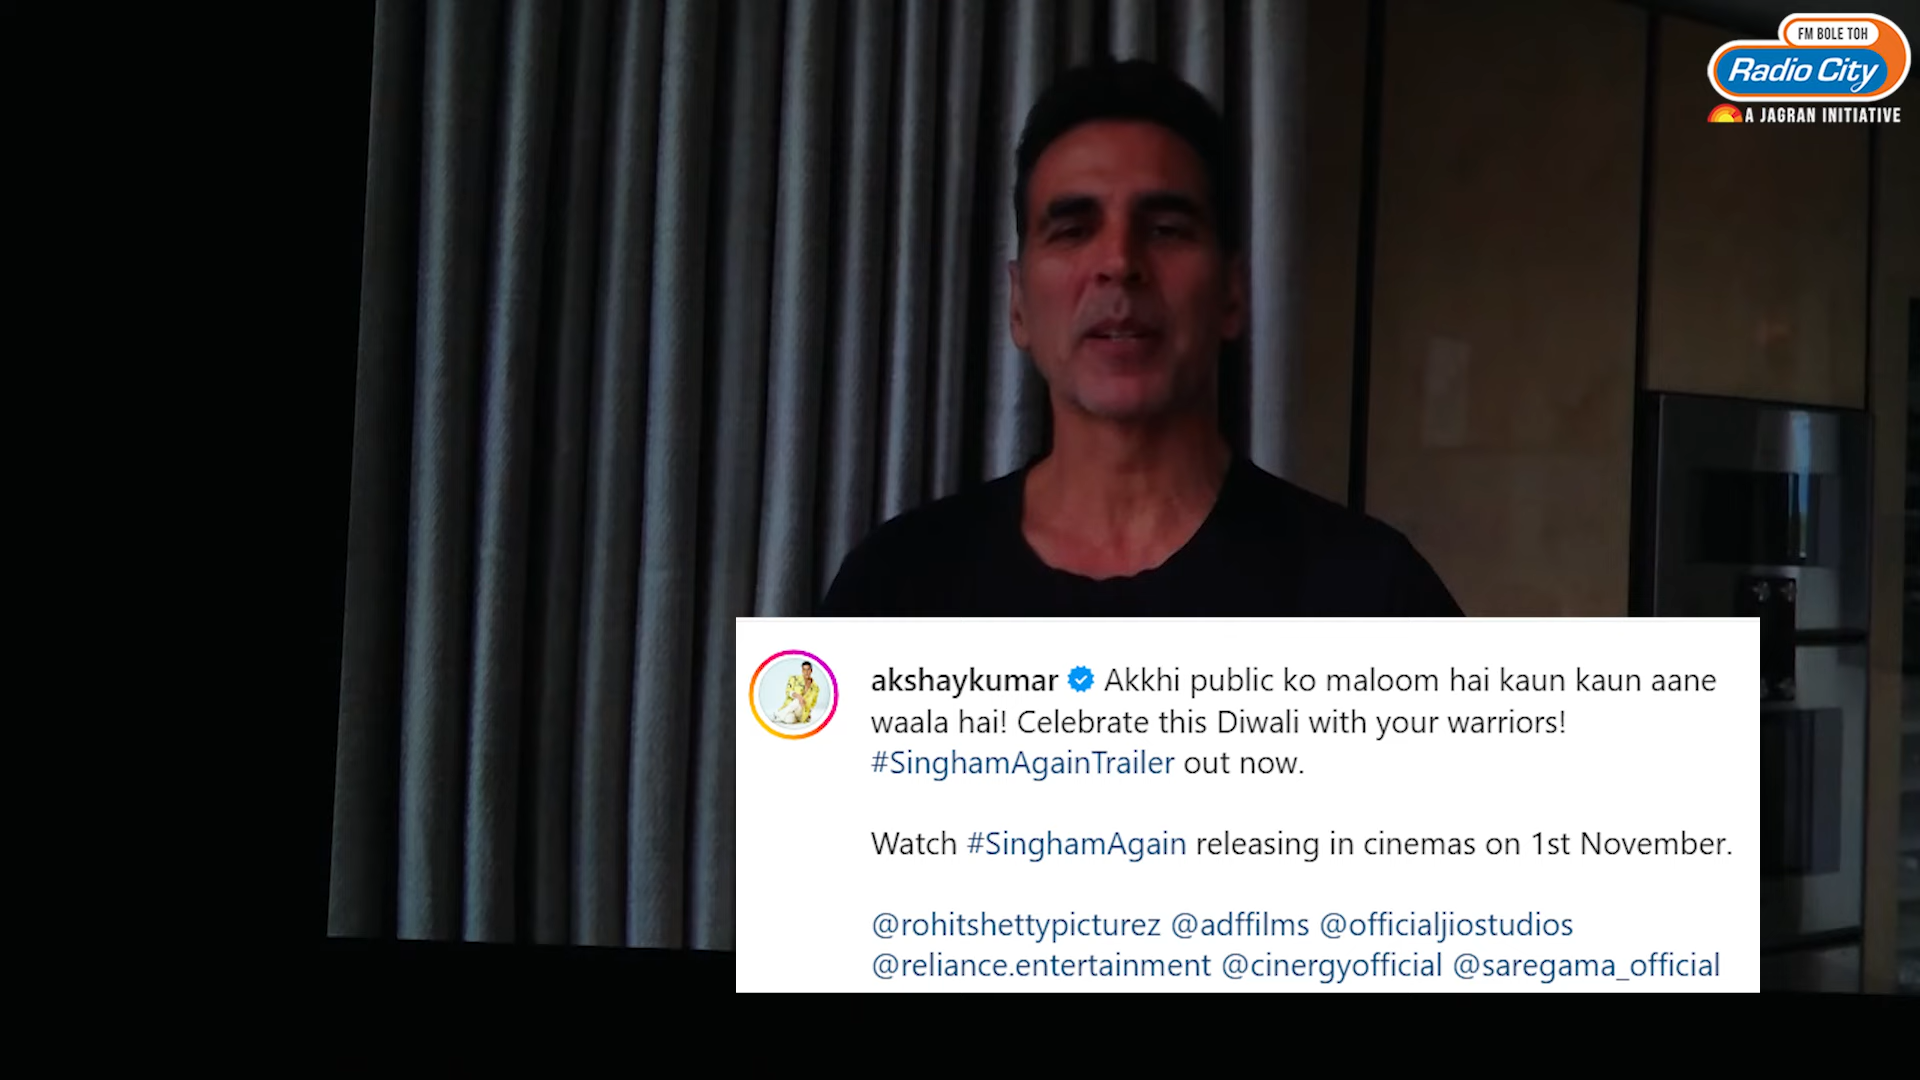 FM BOLE TOH
Radio City
A JAGRAN INITIATIVE
akshaykumar Akkhi public ko maloom hai kaun kaun aane
waala hai! Celebrate this Diwali with your warriors!
#SinghamAgainTrailer out now.
Watch #SinghamAgain releasing in cinemas on 1st November.
@rohitshettypicturez @adffilms @officialjiostudios
@reliance.entertainment @cinergyofficial @saregama_official